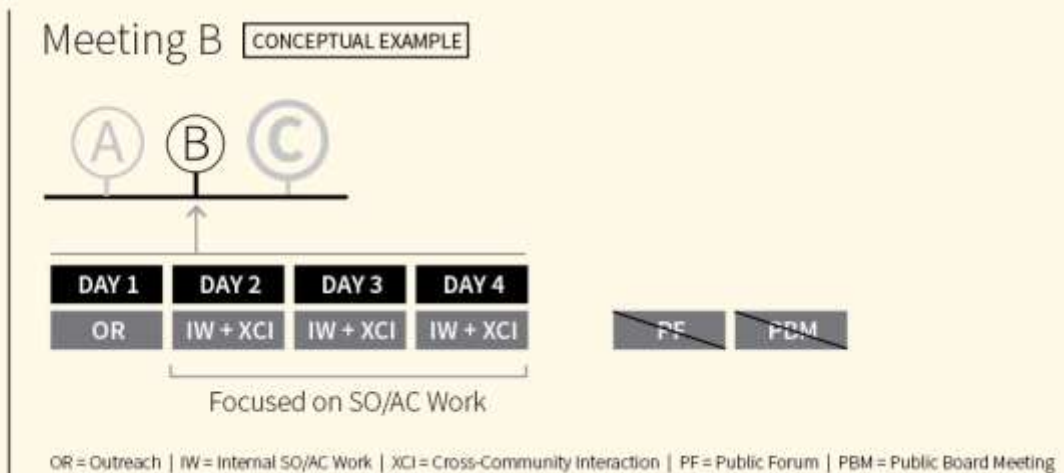 Meeting B CONCEPTUAL EXAMPLE
A B C
DAY 1 DAY 2 DAY 3 DAY 4
OR IW + XCI IW + XCI IW + XCI PF PBM
Focused on SO/AC Work
OR = Outreach | IW = Internal SO/AC Work | XCI = Cross-Community Interaction | PF = Public Forum | PBM = Public Board Meeting